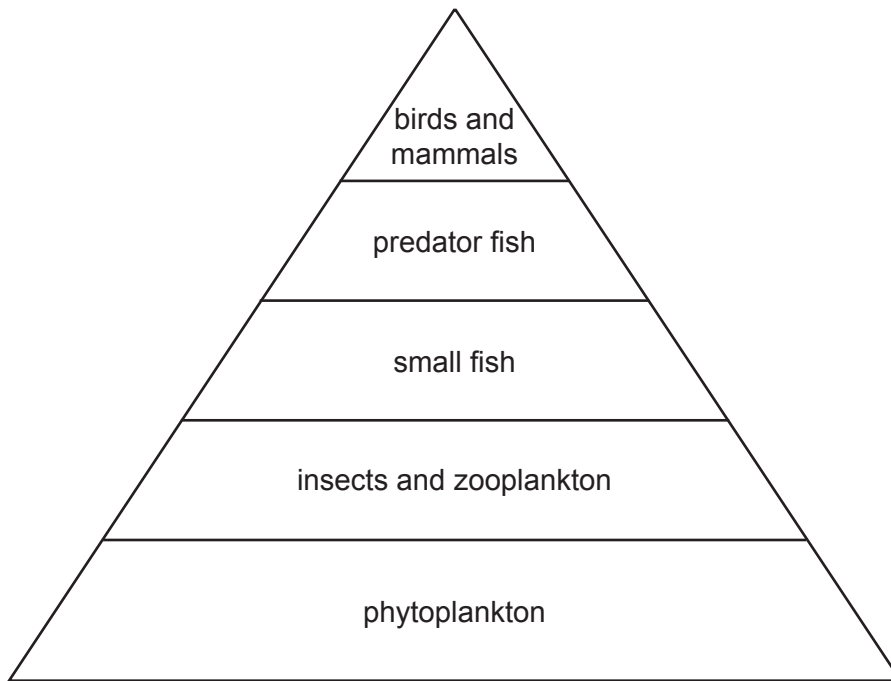 birds and
mammals
predator fish
small fish
insects and zooplankton
phytoplankton